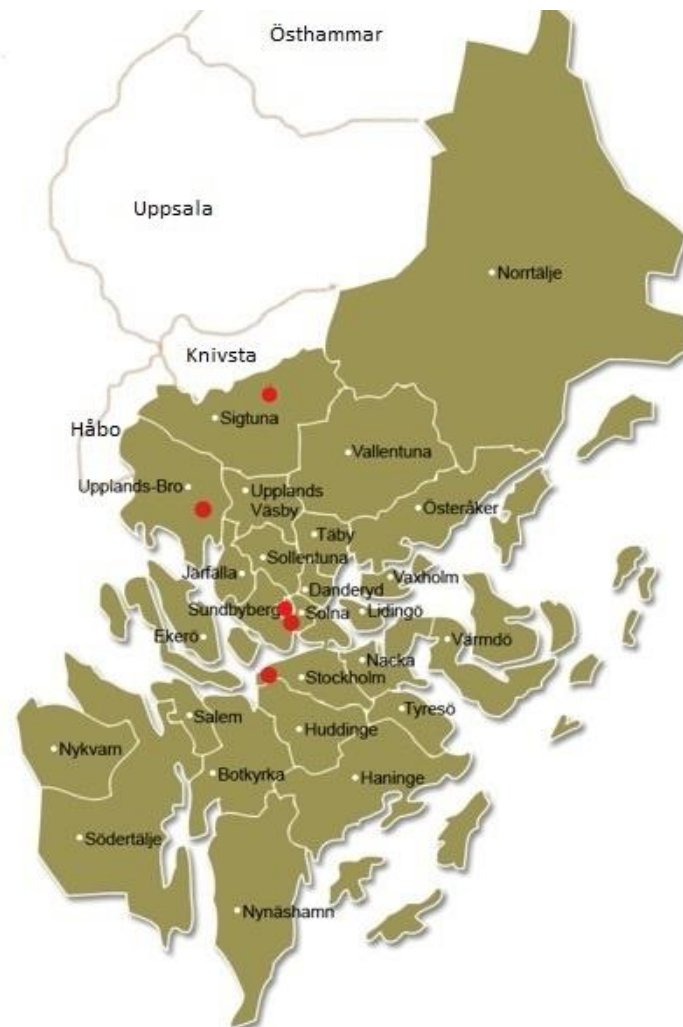 Östhammar
Uppsala
Norrtälje
Knivsta
Sigtuna
Håbo
Vallentuna
Upplands-Bro
Upplands
Väsby
Österåker
Täby
Sollentuna
Järfälla
Vaxholm
Danderyd
Sundbyberg
Solna
Lidingö
Ekerö
Värmdö
Nacka
Stockholm
Tyresö
Salem
Huddinge
Nykvarn
Botkyrka
Haninge
Södertälje
Nynäshamn